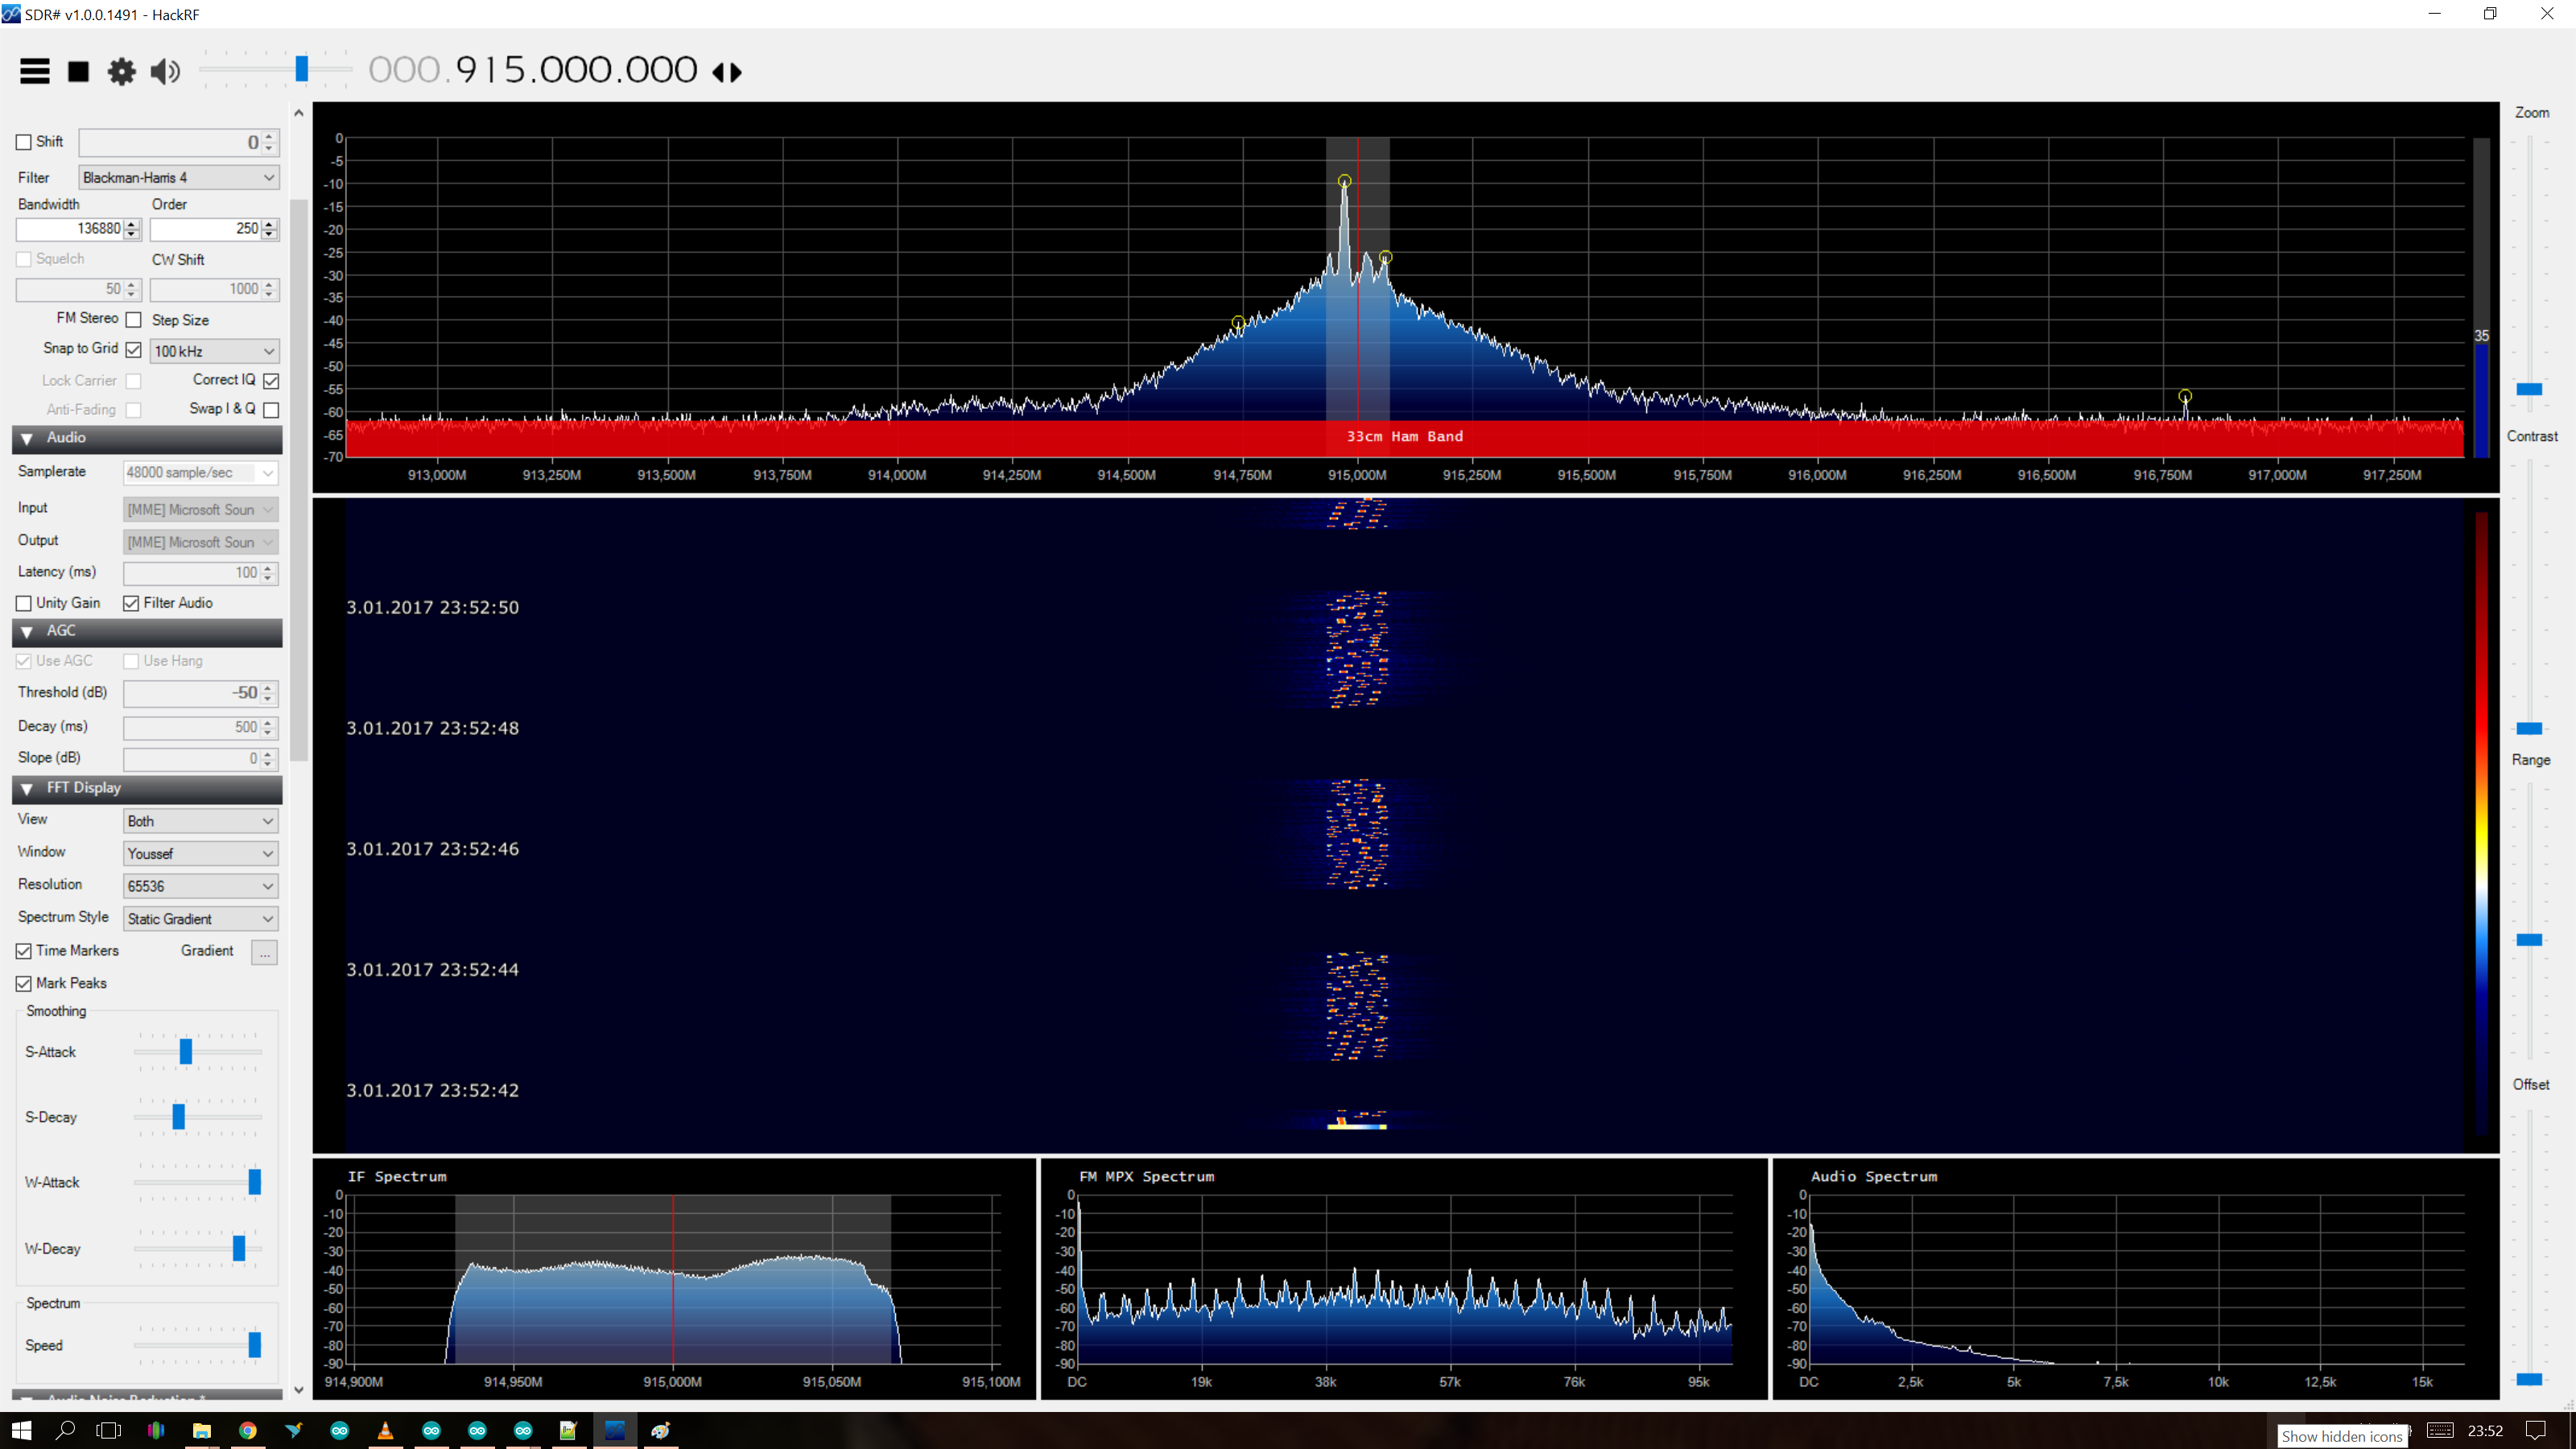 SDR# v1.0.0.1491 - HackRF
000.915.000.000
Shift 0
Filter Blackman-Harris 4
Bandwidth Order
136880 250
Squelch CW Shift
50 1000
FM Stereo Step Size
Snap to Grid 100 kHz
Lock Carrier Correct IQ
Anti-Fading Swap I & Q
Audio
Samplerate 48000 sample/sec
Input [MME] Microsoft Soun
Output [MME] Microsoft Soun
Latency (ms) 100
Unity Gain Filter Audio
AGC
Use AGC Use Hang
Threshold (dB) -50
Decay (ms) 500
Slope (dB) 0
FFT Display
View Both
Window Youssef
Resolution 65536
Spectrum Style Static Gradient
Time Markers Gradient ...
Mark Peaks
Smoothing
S-Attack
S-Decay
W-Attack
W-Decay
Spectrum
Speed
Audio Noise Reduction *
0
-5
-10
-15
-20
-25
-30
-35
-40
-45
-50
-55
-60
-65
-70
35
33cm Ham Band
913,000M 913,250M 913,500M 913,750M 914,000M 914,250M 914,500M 914,750M 915,000M 915,250M 915,500M 915,750M 916,000M 916,250M 916,500M 916,750M 917,000M 917,250M
3.01.2017 23:52:50
3.01.2017 23:52:48
3.01.2017 23:52:46
3.01.2017 23:52:44
3.01.2017 23:52:42
IF Spectrum
0
-10
-20
-30
-40
-50
-60
-70
-80
-90
914,900M 914,950M 915,000M 915,050M 915,100M
FM MPX Spectrum
0
-10
-20
-30
-40
-50
-60
-70
-80
-90
DC 19k 38k 57k 76k 95k
Audio Spectrum
0
-10
-20
-30
-40
-50
-60
-70
-80
-90
DC 2,5k 5k 7,5k 10k 12,5k 15k
Zoom
Contrast
Range
Offset
Show hidden icons
23:52